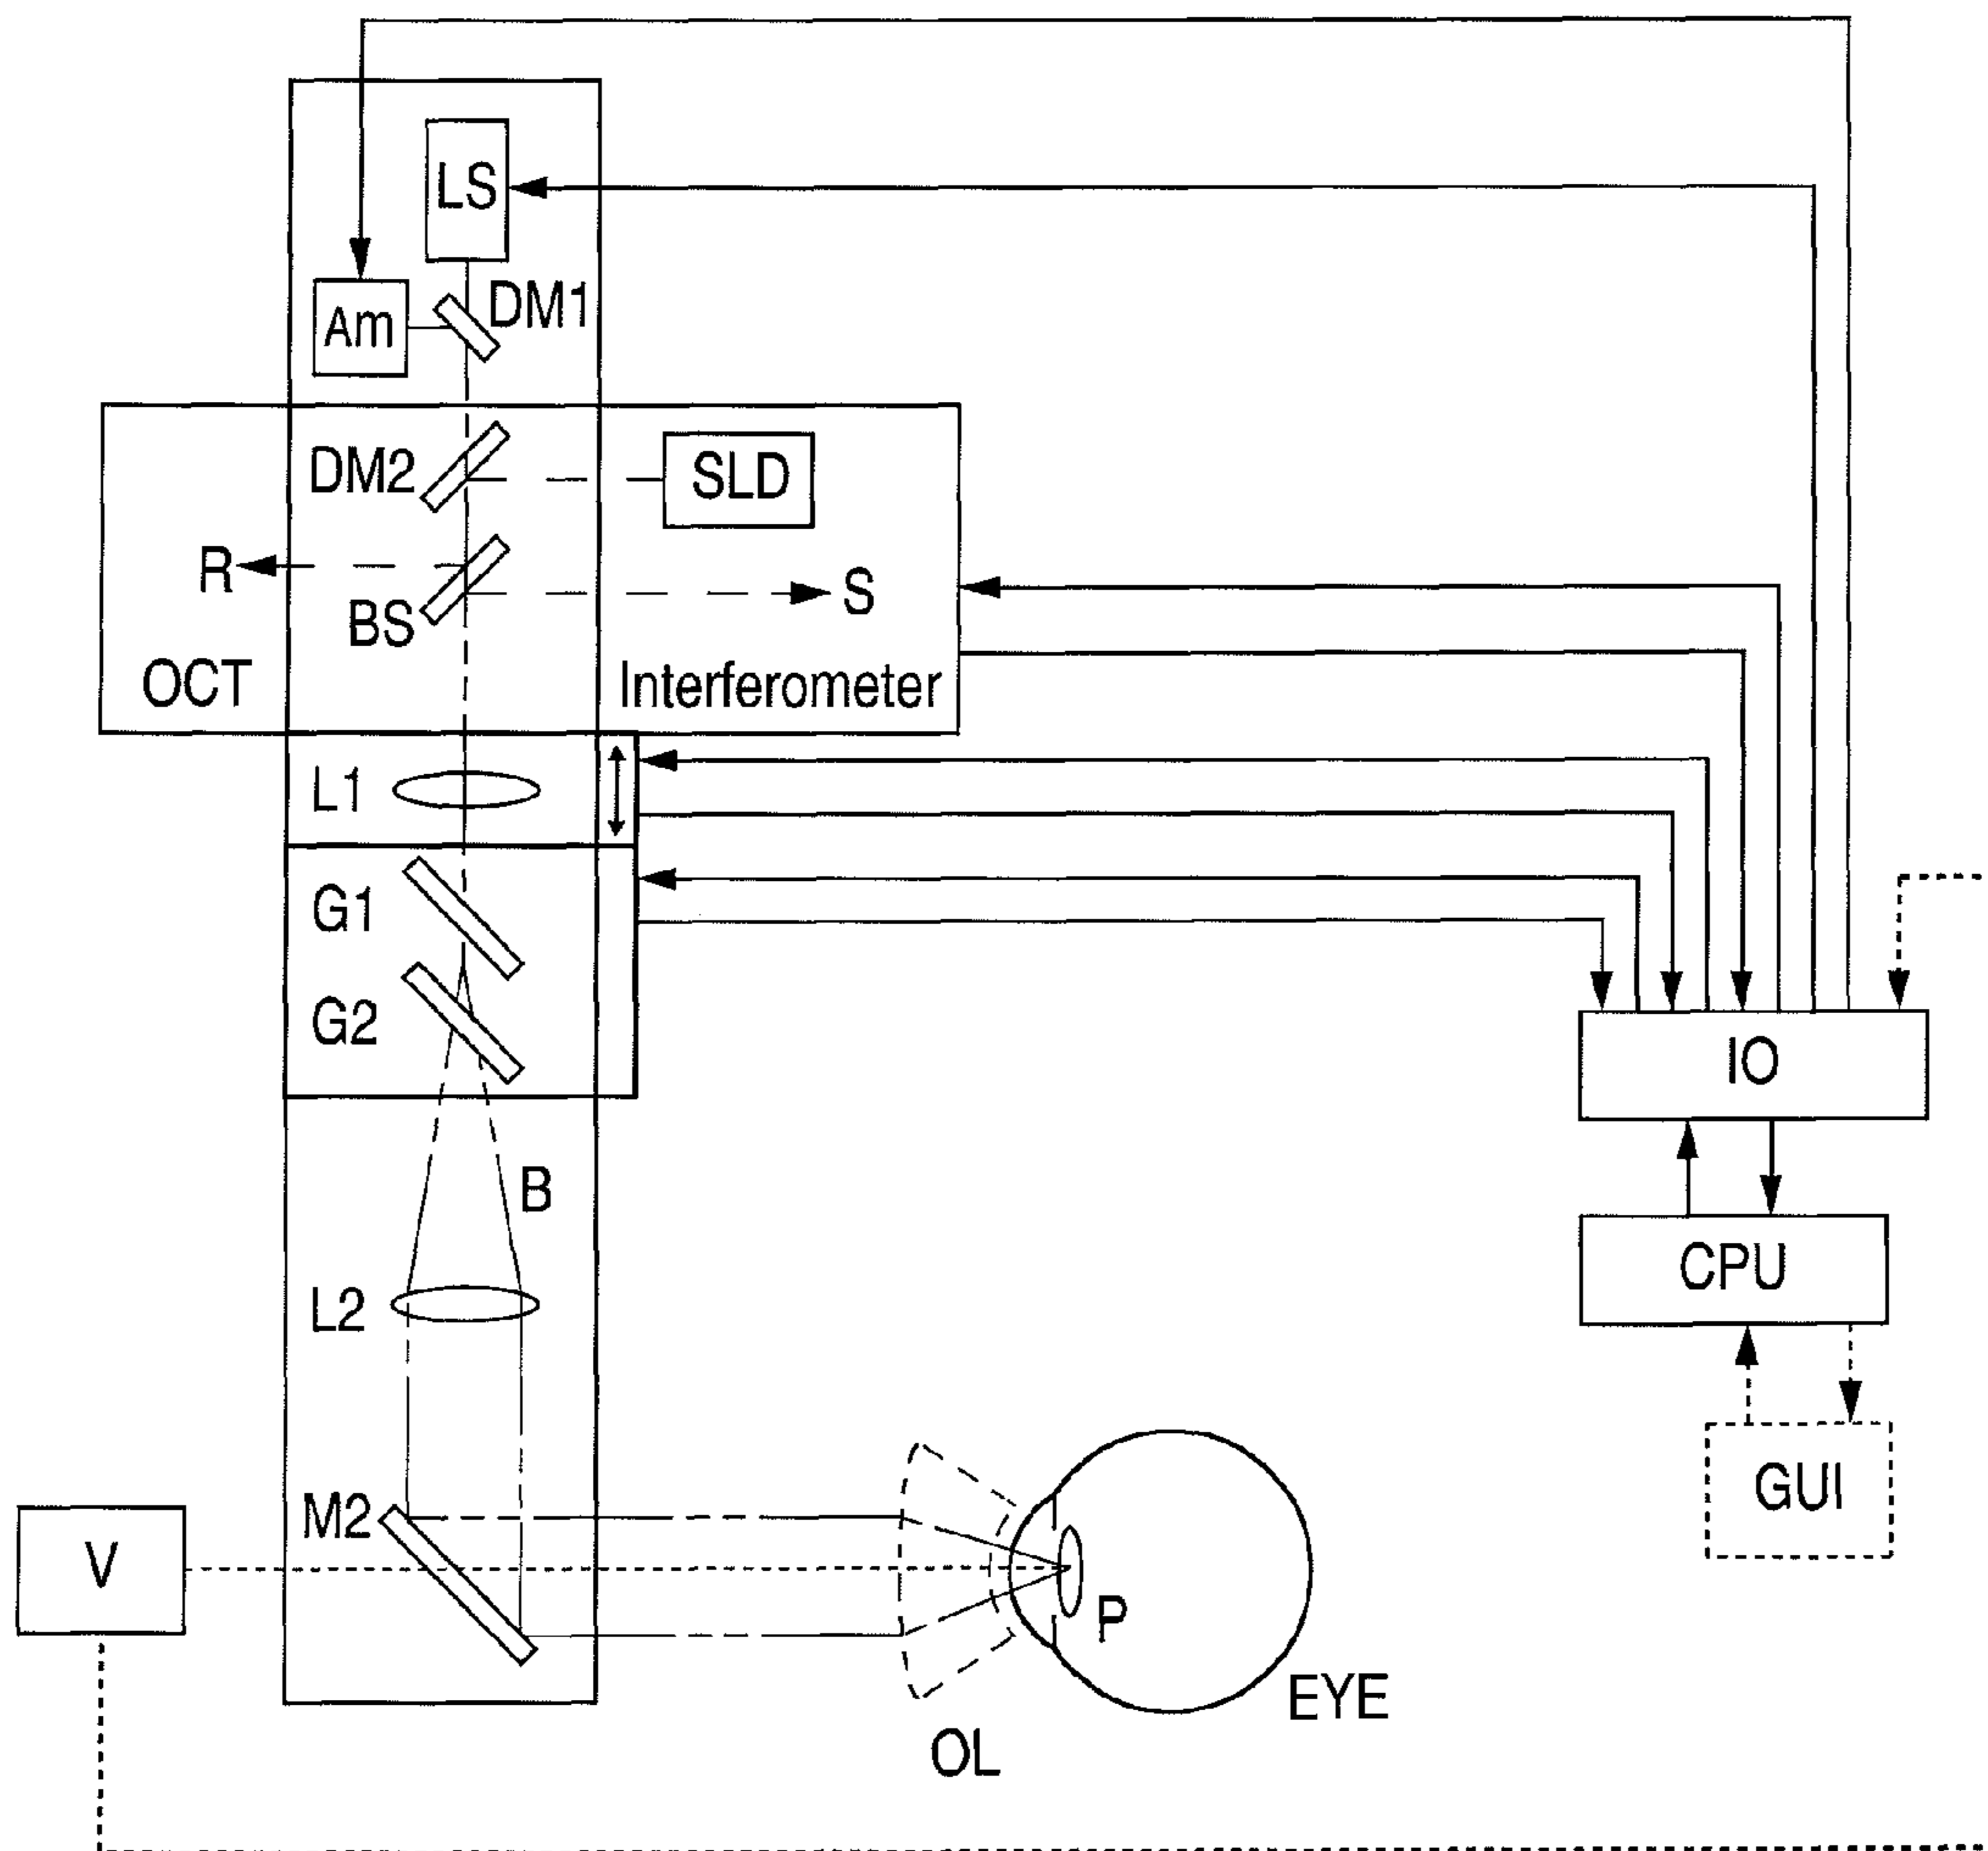 LS
DM1
Am
DM2
SLD
R
S
BS
OCT
Interferometer
L1
G1
G2
IO
B
CPU
L2
GUI
M2
V
P
EYE
OL